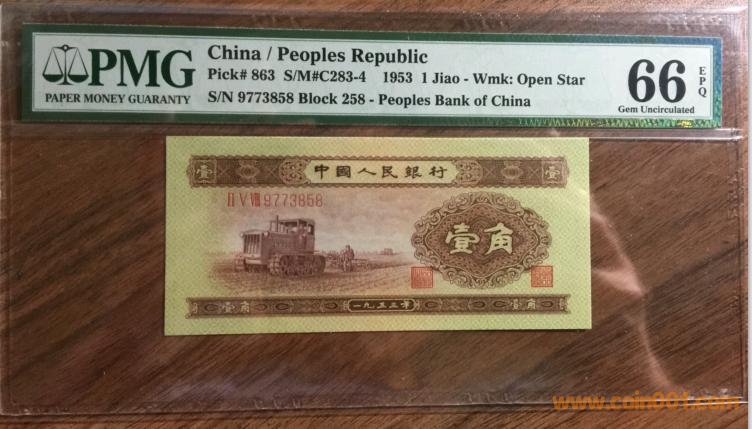 PMG
PAPER MONEY GUARANTY
China / Peoples Republic
Pick# 863 S/M#C283-4 1953 1 Jiao - Wmk: Open Star
S/N 9773858 Block 258 - Peoples Bank of China
66 EPQ
Gem Uncirculated
壹 中國人民銀行 壹
II V VIII 9773858
壹角
壹角 一九五三年 壹角
www.coin001.com